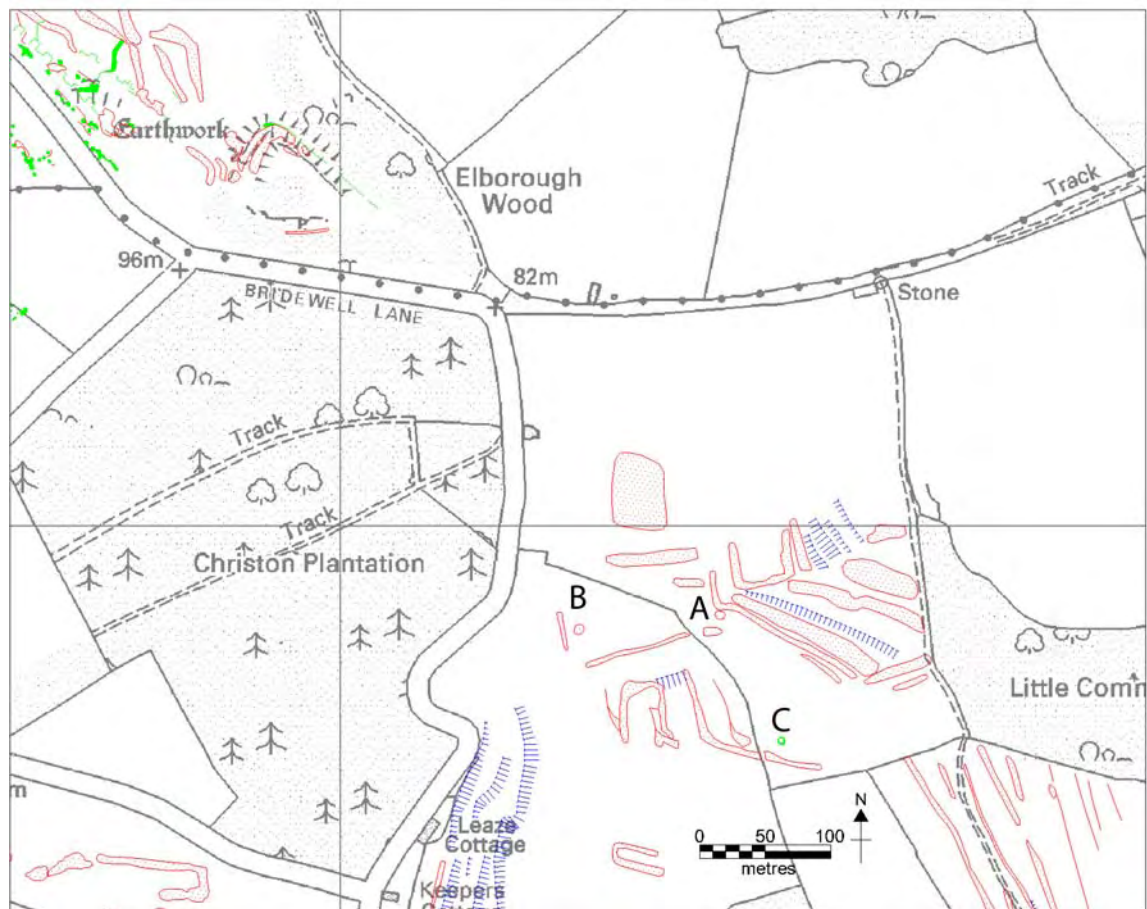 Earthwork
Elborough
Wood
Track
96m
82m
BRIDEWELL LANE
Stone
Track
Track
Christon Plantation
B
A
Little Comm
C
m
N
0 50 100
metres
Leaze
Cottage
Keepers